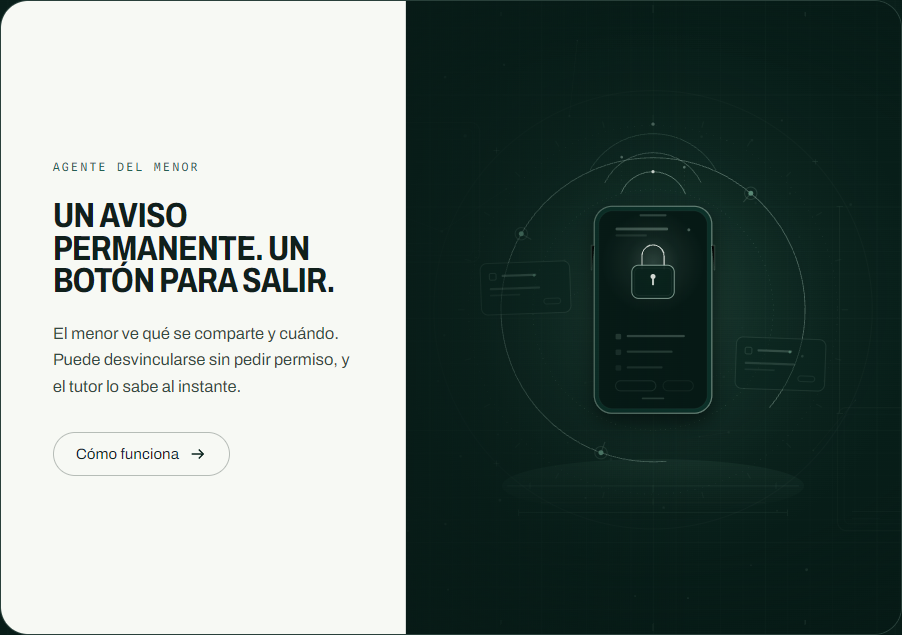 AGENTE DEL MENOR
UN AVISO
PERMANENTE. UN
BOTÓN PARA SALIR.
El menor ve qué se comparte y cuándo.
Puede desvincularse sin pedir permiso, y
el tutor lo sabe al instante.
Cómo funciona